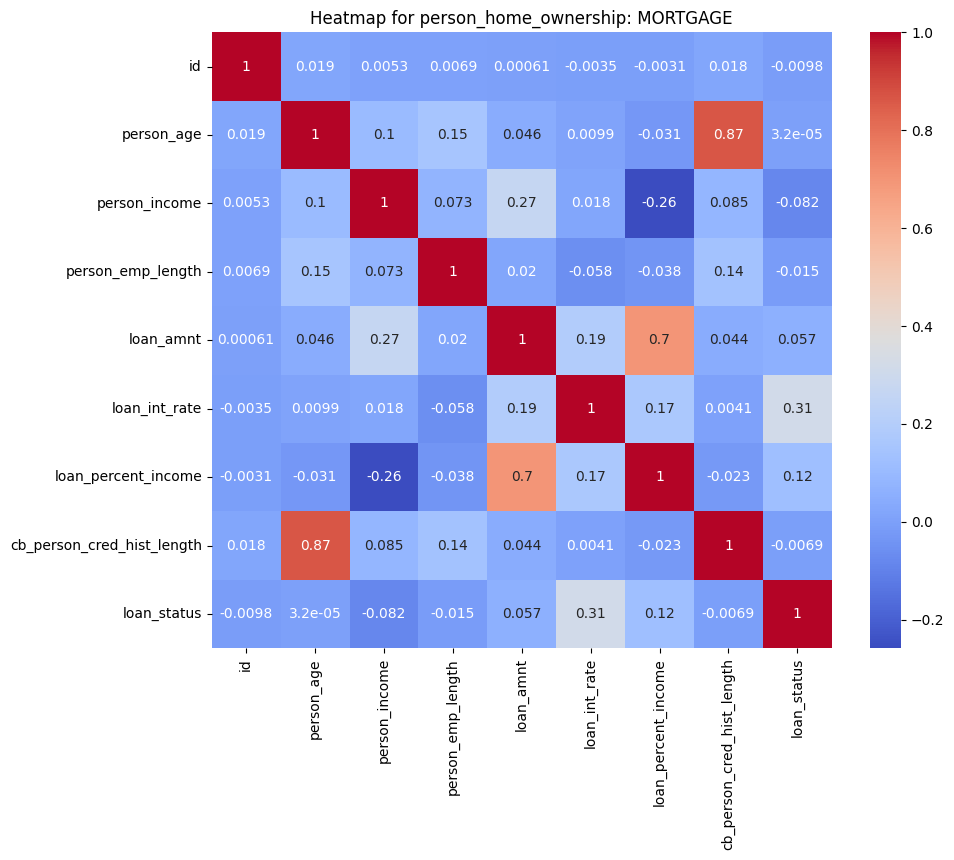 Heatmap for person_home_ownership: MORTGAGE
id 1 0.019 0.0053 0.0069 0.00061 -0.0035 -0.0031 0.018 -0.0098
person_age 0.019 1 0.1 0.15 0.046 0.0099 -0.031 0.87 3.2e-05
person_income 0.0053 0.1 1 0.073 0.27 0.018 -0.26 0.085 -0.082
person_emp_length 0.0069 0.15 0.073 1 0.02 -0.058 -0.038 0.14 -0.015
loan_amnt 0.00061 0.046 0.27 0.02 1 0.19 0.7 0.044 0.057
loan_int_rate -0.0035 0.0099 0.018 -0.058 0.19 1 0.17 0.0041 0.31
loan_percent_income -0.0031 -0.031 -0.26 -0.038 0.7 0.17 1 -0.023 0.12
cb_person_cred_hist_length 0.018 0.87 0.085 0.14 0.044 0.0041 -0.023 1 -0.0069
loan_status -0.0098 3.2e-05 -0.082 -0.015 0.057 0.31 0.12 -0.0069 1
id
person_age
person_income
person_emp_length
loan_amnt
loan_int_rate
loan_percent_income
cb_person_cred_hist_length
loan_status
1.0
0.8
0.6
0.4
0.2
0.0
−0.2